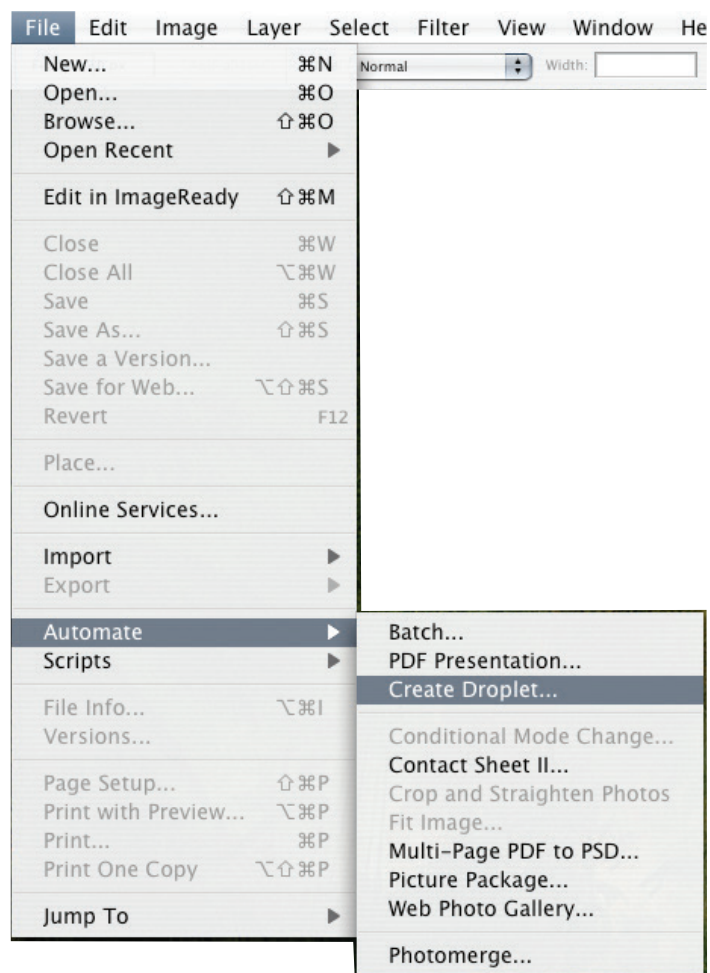 File Edit Image Layer Select Filter View Window He
Normal Width:
New... ⌘N
Open... ⌘O
Browse... ⇧⌘O
Open Recent
Edit in ImageReady ⇧⌘M
Close ⌘W
Close All ⌥⌘W
Save ⌘S
Save As... ⇧⌘S
Save a Version...
Save for Web... ⌥⇧⌘S
Revert F12
Place...
Online Services...
Import
Export
Automate
Scripts
File Info... ⌥⌘I
Versions...
Page Setup... ⇧⌘P
Print with Preview... ⌥⌘P
Print... ⌘P
Print One Copy ⌥⇧⌘P
Jump To
Batch...
PDF Presentation...
Create Droplet...
Conditional Mode Change...
Contact Sheet II...
Crop and Straighten Photos
Fit Image...
Multi-Page PDF to PSD...
Picture Package...
Web Photo Gallery...
Photomerge...